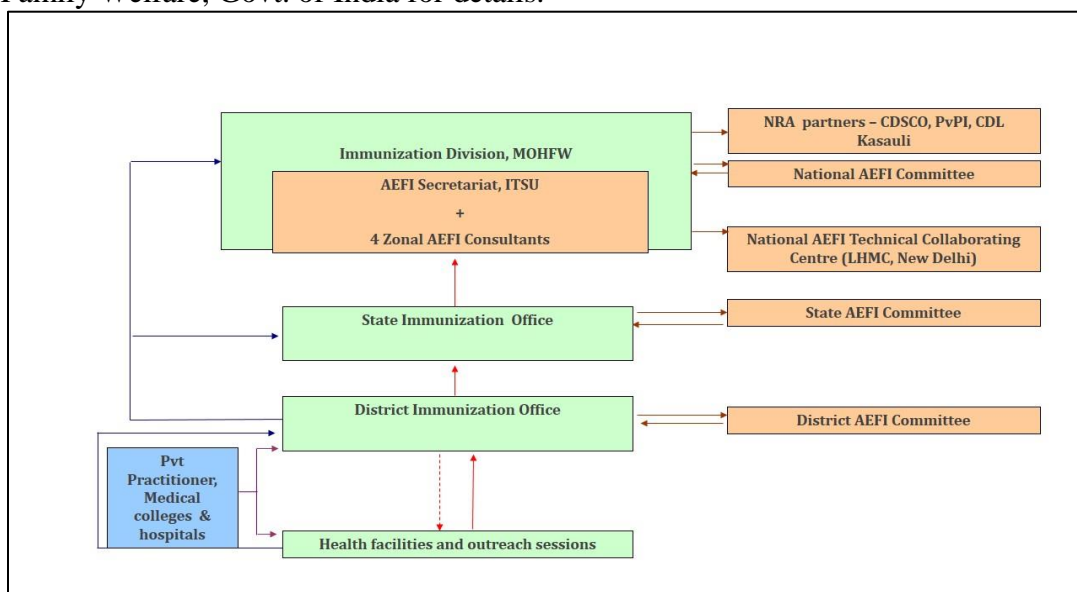 Family Welfare, Govt. of India for details.
NRA partners – CDSCO, PvPI, CDL
Kasauli
Immunization Division, MOHFW
National AEFI Committee
AEFI Secretariat, ITSU
+
4 Zonal AEFI Consultants
National AEFI Technical Collaborating
Centre (LHMC, New Delhi)
State Immunization Office
State AEFI Committee
District Immunization Office
District AEFI Committee
Pvt
Practitioner,
Medical
colleges &
hospitals
Health facilities and outreach sessions